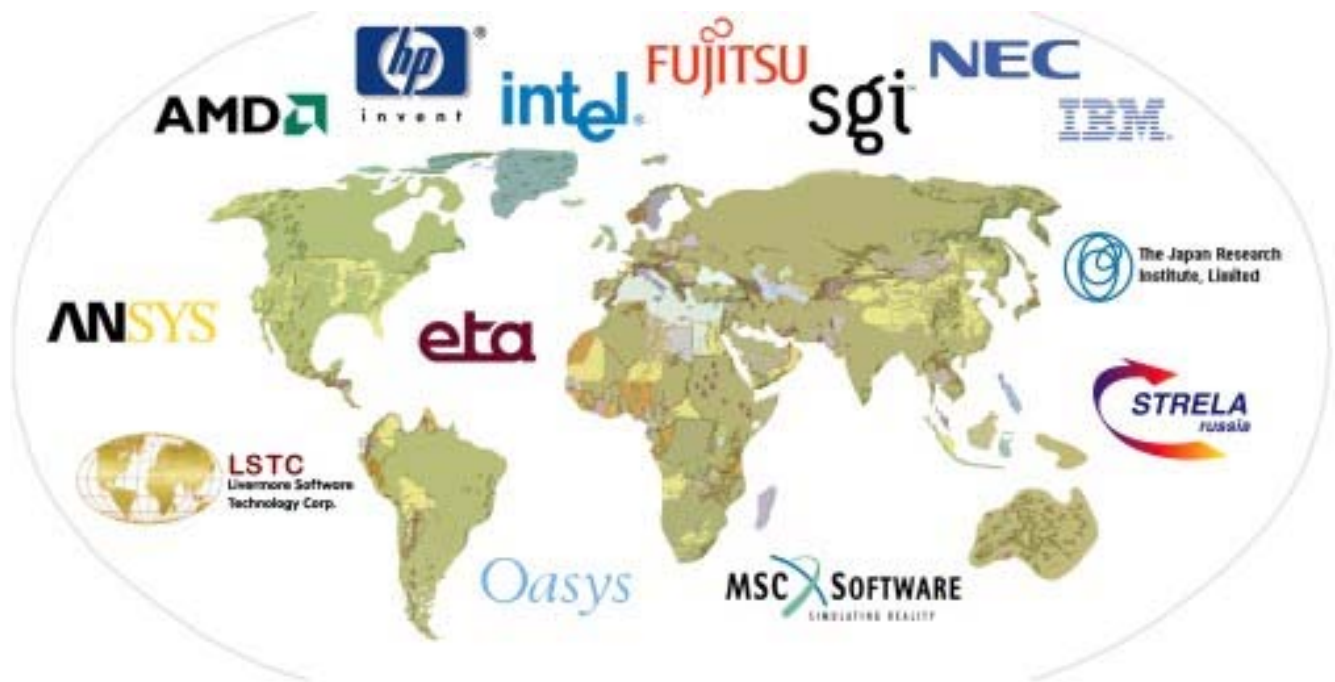 FUJITSU
NEC
hp®
invent
intel®
AMD
sgi™
IBM®
The Japan Research
Institute, Limited
ANSYS
eta
STRELA
russia
LSTC
Livermore Software
Technology Corp.
Oasys
MSC SOFTWARE
SIMULATING REALITY